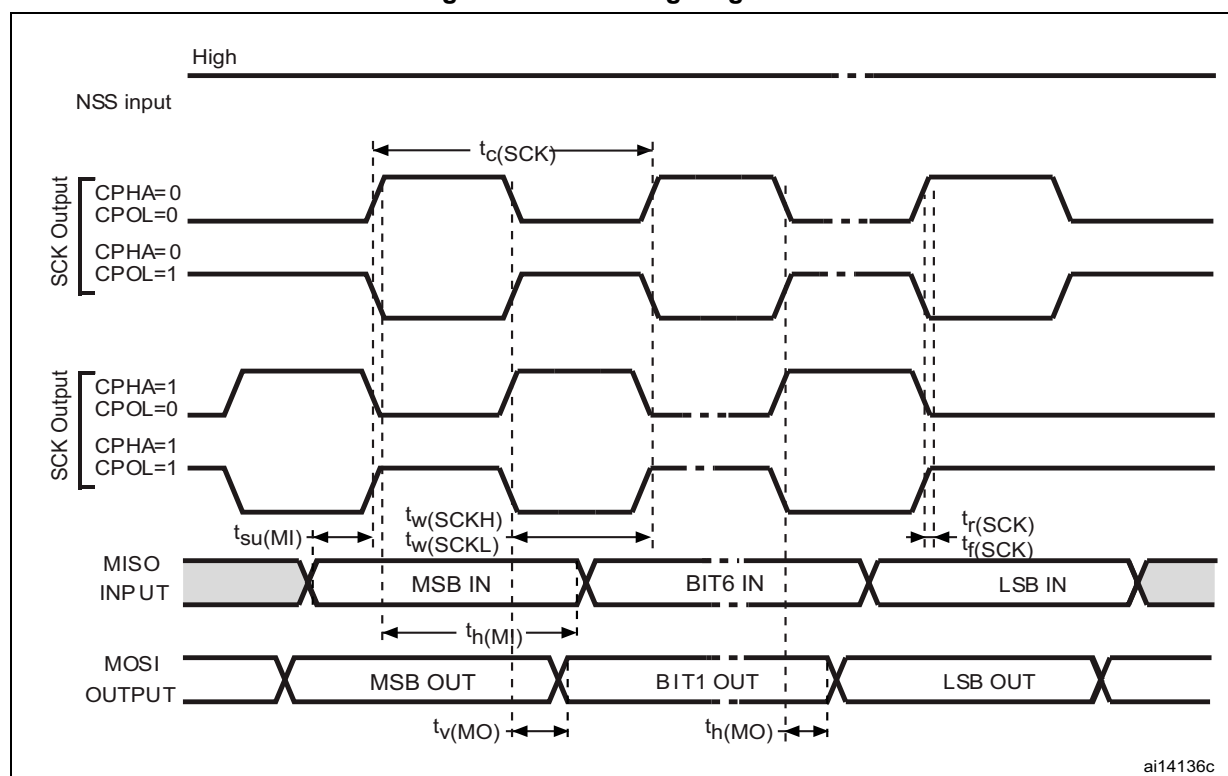 High
NSS input
tc(SCK)
SCK Output
CPHA=0
CPOL=0
CPHA=0
CPOL=1
SCK Output
CPHA=1
CPOL=0
CPHA=1
CPOL=1
tsu(MI)
tw(SCKH)
tw(SCKL)
tr(SCK)
tf(SCK)
MISO
INPUT
MSB IN
BIT6 IN
LSB IN
th(MI)
MOSI
OUTPUT
MSB OUT
BIT1 OUT
LSB OUT
tv(MO)
th(MO)
ai14136c